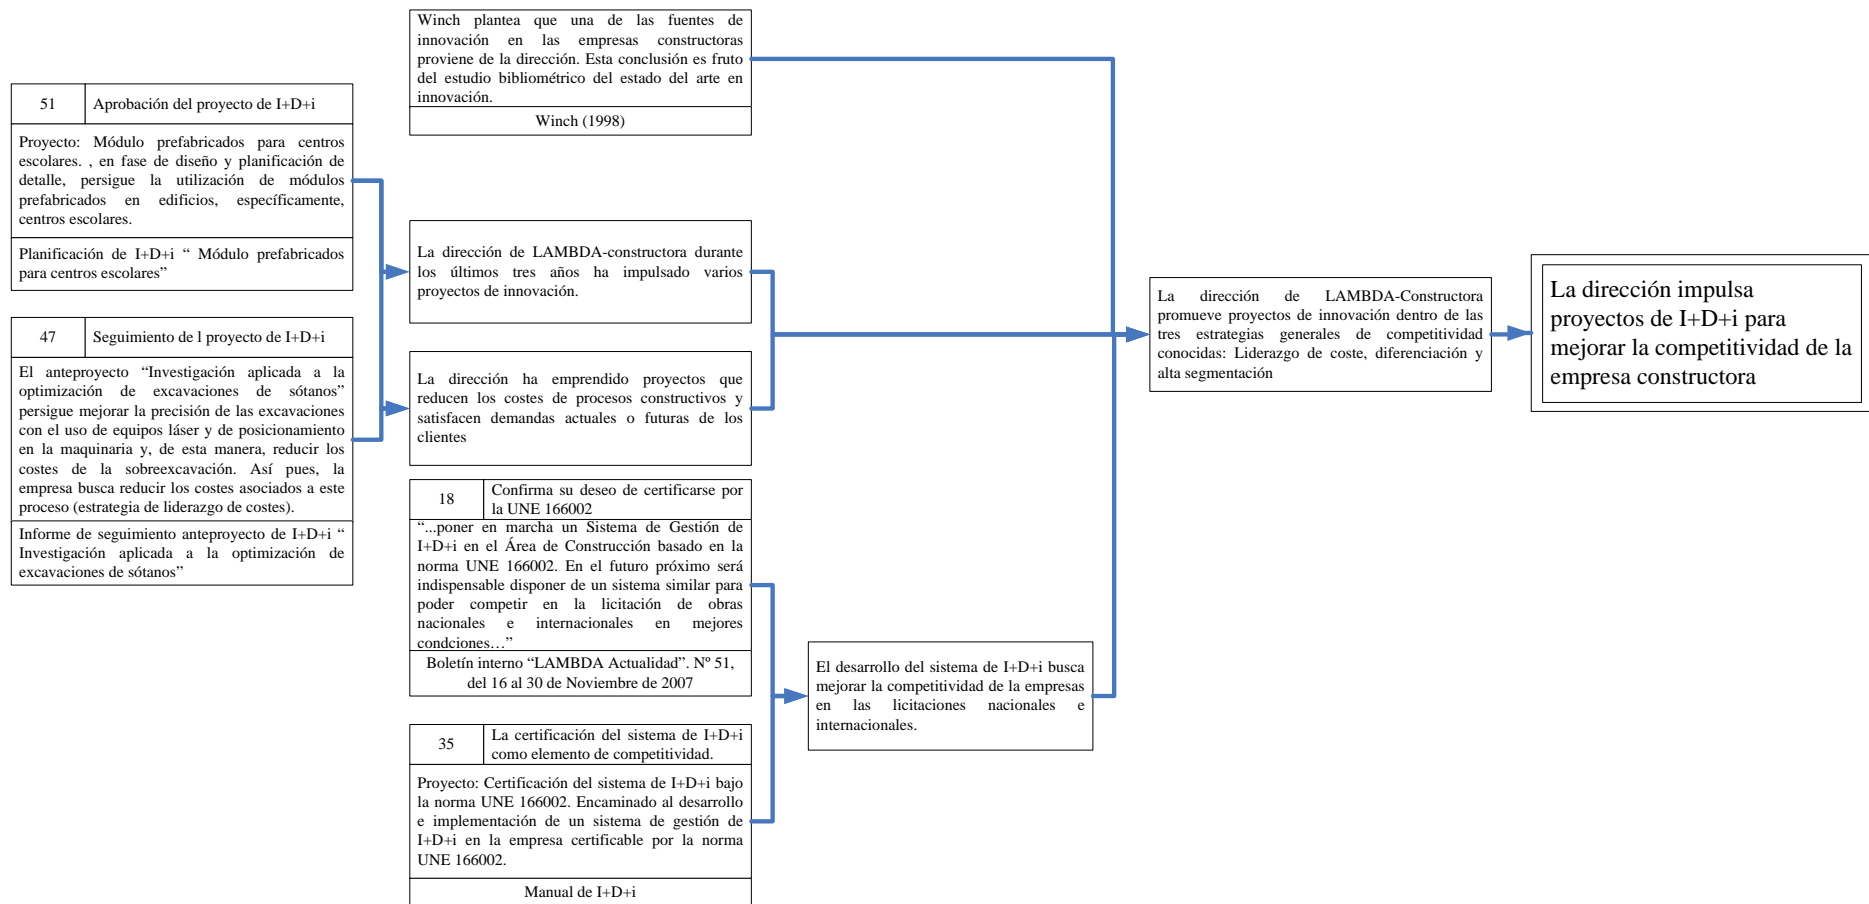 Winch plantea que una de las fuentes de
innovación en las empresas constructoras
proviene de la dirección. Esta conclusión es fruto
del estudio bibliométrico del estado del arte en
innovación.
Winch (1998)
51
Aprobación del proyecto de I+D+i
Proyecto: Módulo prefabricados para centros
escolares. , en fase de diseño y planificación de
detalle, persigue la utilización de módulos
prefabricados en edificios, específicamente,
centros escolares.
Planificación de I+D+i “ Módulo prefabricados
para centros escolares”
47
Seguimiento de l proyecto de I+D+i
El anteproyecto “Investigación aplicada a la
optimización de excavaciones de sótanos”
persigue mejorar la precisión de las excavaciones
con el uso de equipos láser y de posicionamiento
en la maquinaria y, de esta manera, reducir los
costes de la sobreexcavación. Así pues, la
empresa busca reducir los costes asociados a este
proceso (estrategia de liderazgo de costes).
Informe de seguimiento anteproyecto de I+D+i “
Investigación aplicada a la optimización de
excavaciones de sótanos”
La dirección de LAMBDA-constructora durante
los últimos tres años ha impulsado varios
proyectos de innovación.
La dirección ha emprendido proyectos que
reducen los costes de procesos constructivos y
satisfacen demandas actuales o futuras de los
clientes
18
Confirma su deseo de certificarse por
la UNE 166002
“...poner en marcha un Sistema de Gestión de
I+D+i en el Área de Construcción basado en la
norma UNE 166002. En el futuro próximo será
indispensable disponer de un sistema similar para
poder competir en la licitación de obras
nacionales e internacionales en mejores
condciones…”
Boletín interno “LAMBDA Actualidad”. Nº 51,
del 16 al 30 de Noviembre de 2007
35
La certificación del sistema de I+D+i
como elemento de competitividad.
Proyecto: Certificación del sistema de I+D+i bajo
la norma UNE 166002. Encaminado al desarrollo
e implementación de un sistema de gestión de
I+D+i en la empresa certificable por la norma
UNE 166002.
Manual de I+D+i
El desarrollo del sistema de I+D+i busca
mejorar la competitividad de la empresas
en las licitaciones nacionales e
internacionales.
La dirección de LAMBDA-Constructora
promueve proyectos de innovación dentro de las
tres estrategias generales de competitividad
conocidas: Liderazgo de coste, diferenciación y
alta segmentación
La dirección impulsa
proyectos de I+D+i para
mejorar la competitividad de la
empresa constructora